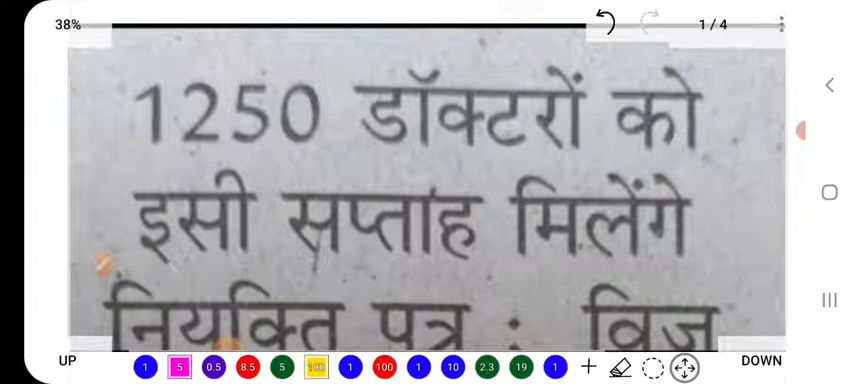 38%
1 / 4
1250 डॉक्टरों को
इसी सप्ताह मिलेंगे
नियुक्ति पत्र : विज
UP
1 5 0.5 8.5 5 100 1 100 1 10 2.3 19 1
DOWN